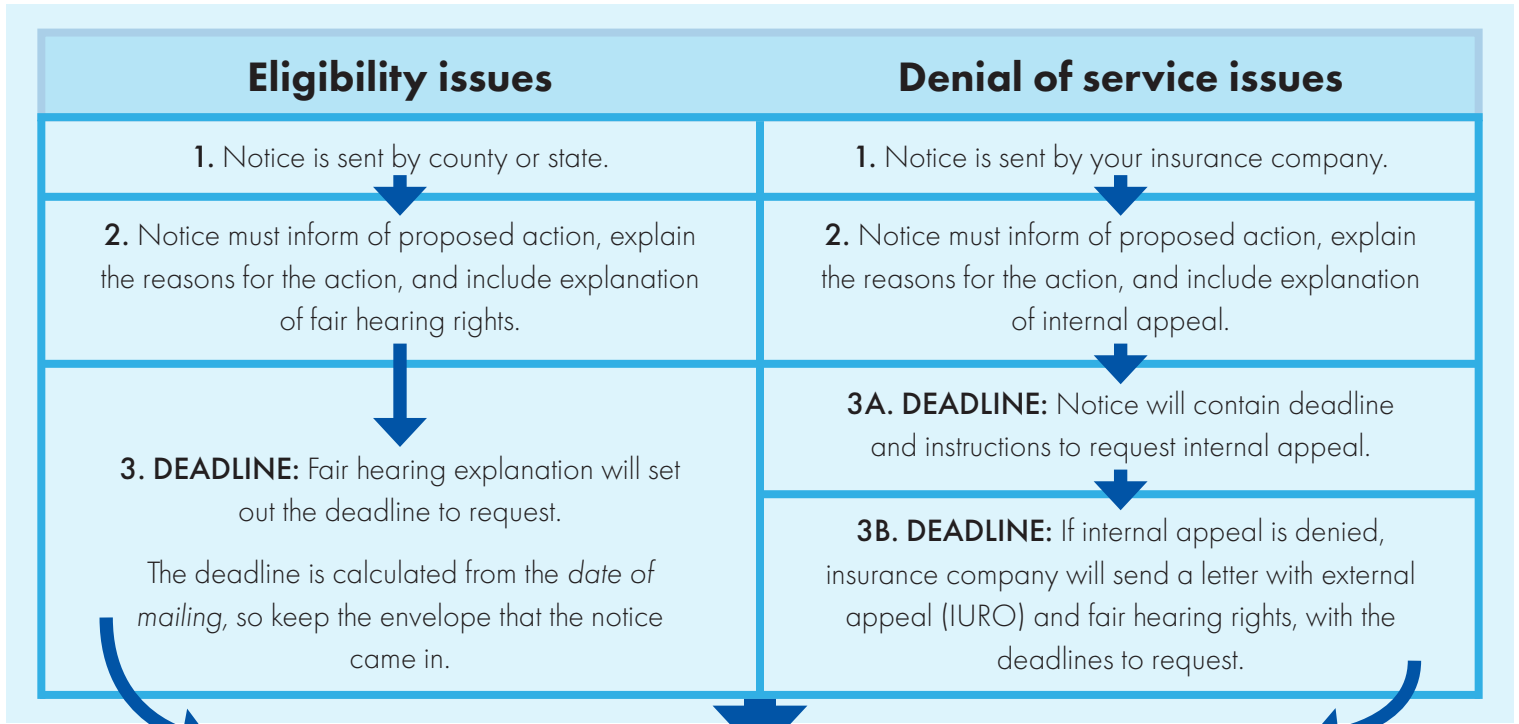 Eligibility issues
1. Notice is sent by county or state.
2. Notice must inform of proposed action, explain
the reasons for the action, and include explanation
of fair hearing rights.
3. DEADLINE: Fair hearing explanation will set
out the deadline to request.
The deadline is calculated from the date of
mailing, so keep the envelope that the notice
came in.
Denial of service issues
1. Notice is sent by your insurance company.
2. Notice must inform of proposed action, explain
the reasons for the action, and include explanation
of internal appeal.
3A. DEADLINE: Notice will contain deadline
and instructions to request internal appeal.
3B. DEADLINE: If internal appeal is denied,
insurance company will send a letter with external
appeal (IURO) and fair hearing rights, with the
deadlines to request.